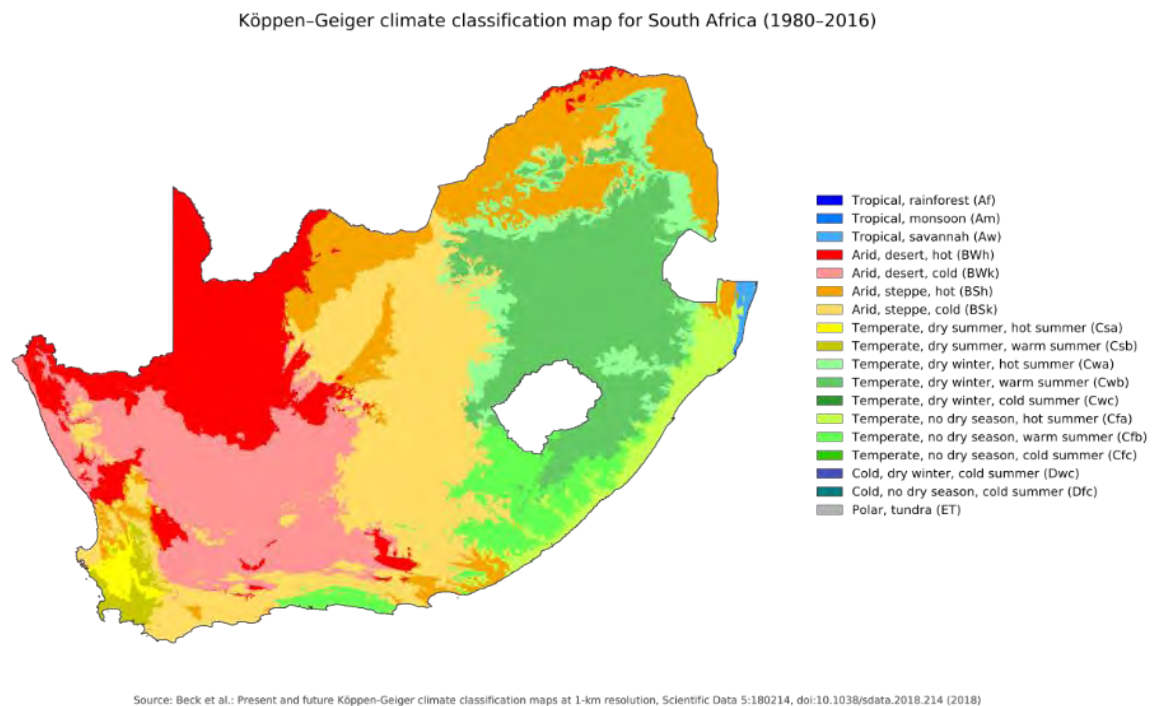 Köppen–Geiger climate classification map for South Africa (1980–2016)
Tropical, rainforest (Af)
Tropical, monsoon (Am)
Tropical, savannah (Aw)
Arid, desert, hot (BWh)
Arid, desert, cold (BWk)
Arid, steppe, hot (BSh)
Arid, steppe, cold (BSk)
Temperate, dry summer, hot summer (Csa)
Temperate, dry summer, warm summer (Csb)
Temperate, dry winter, hot summer (Cwa)
Temperate, dry winter, warm summer (Cwb)
Temperate, dry winter, cold summer (Cwc)
Temperate, no dry season, hot summer (Cfa)
Temperate, no dry season, warm summer (Cfb)
Temperate, no dry season, cold summer (Cfc)
Cold, dry winter, cold summer (Dwc)
Cold, no dry season, cold summer (Dfc)
Polar, tundra (ET)
Source: Beck et al.: Present and future Köppen-Geiger climate classification maps at 1-km resolution, Scientific Data 5:180214, doi:10.1038/sdata.2018.214 (2018)